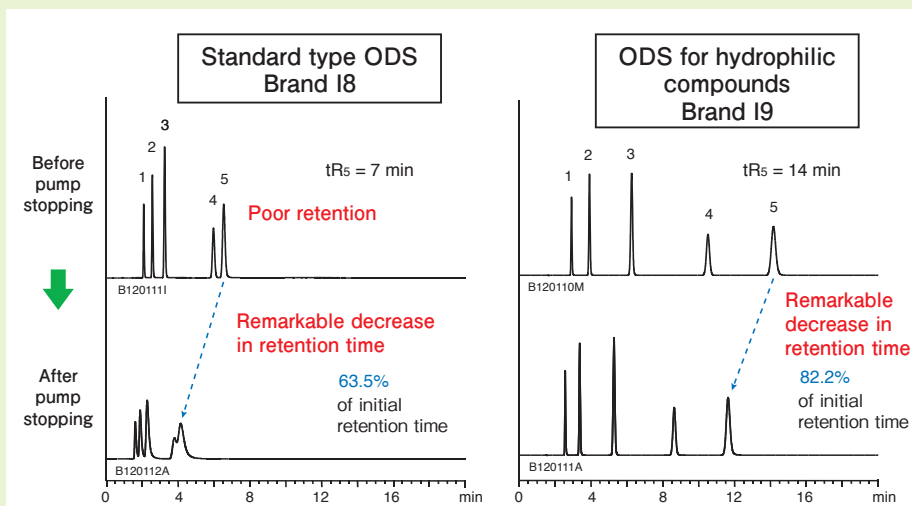 Standard type ODS
Brand I8
ODS for hydrophilic
compounds
Brand I9
Before
pump
stopping
1
2
3
4
5
tR5 = 7 min
Poor retention
B120111I
1
2
3
4
5
tR5 = 14 min
B120110M
Remarkable decrease
in retention time
63.5%
of initial
retention time
Remarkable
decrease in
retention time
82.2%
of initial
retention time
After
pump
stopping
B120112A
0 4 8 12 16 min
B120111A
0 4 8 12 16 min